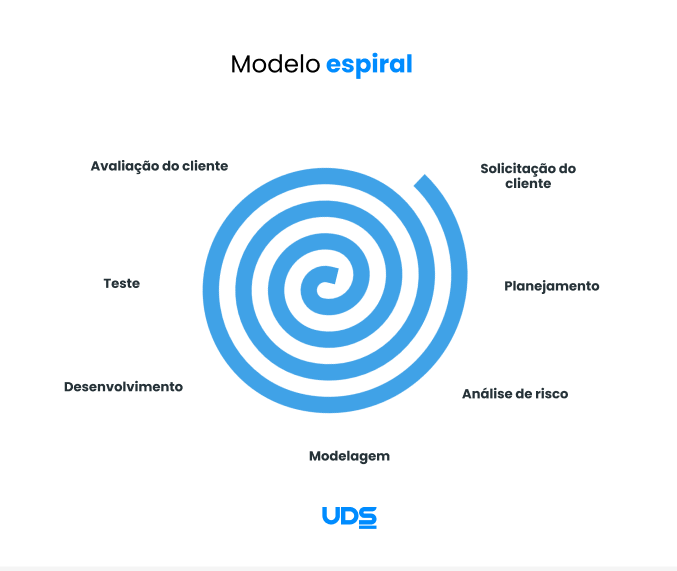 Modelo espiral
Avaliação do cliente
Solicitação do
cliente
Teste
Planejamento
Desenvolvimento
Análise de risco
Modelagem
UDS